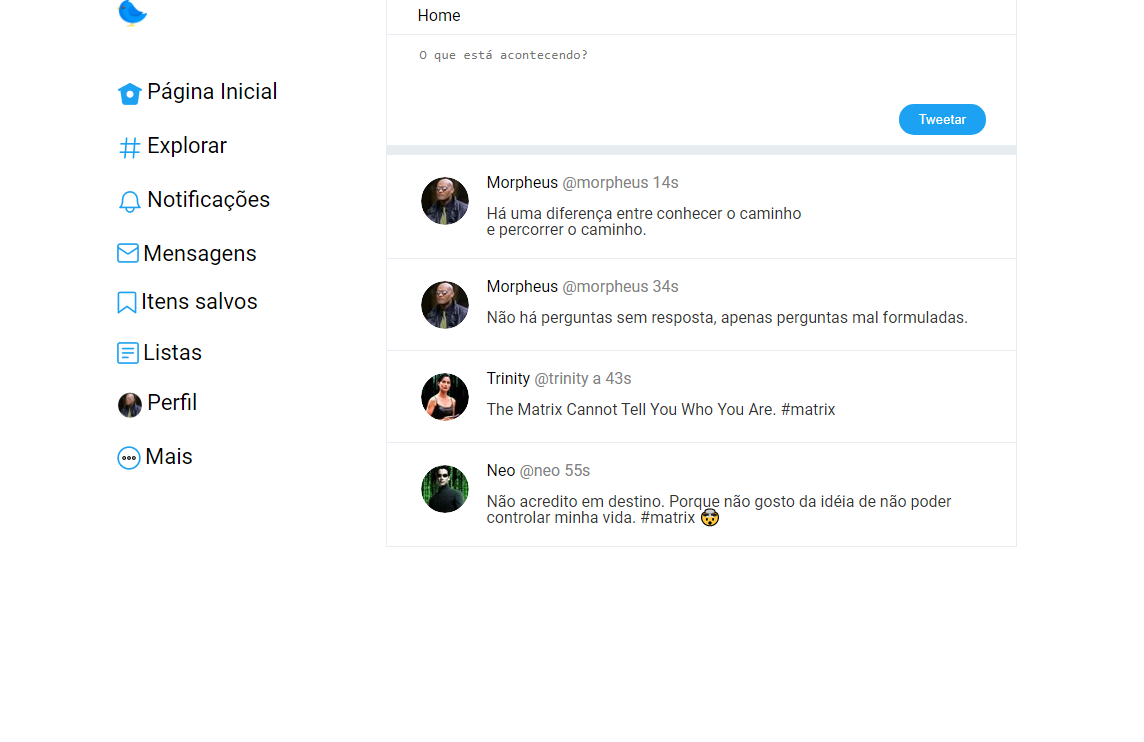 Página Inicial
Explorar
Notificações
Mensagens
Itens salvos
Listas
Perfil
Mais
Home
O que está acontecendo?
Tweetar
Morpheus @morpheus 14s
Há uma diferença entre conhecer o caminho
e percorrer o caminho.
Morpheus @morpheus 34s
Não há perguntas sem resposta, apenas perguntas mal formuladas.
Trinity @trinity a 43s
The Matrix Cannot Tell You Who You Are. #matrix
Neo @neo 55s
Não acredito em destino. Porque não gosto da idéia de não poder
controlar minha vida. #matrix 🤯